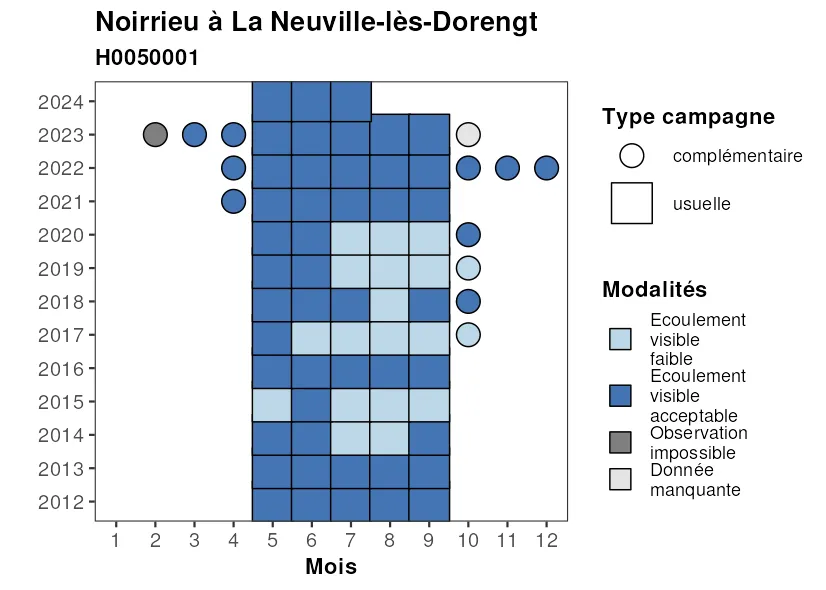 Noirrieu à La Neuville-lès-Dorengt
H0050001
2024
2023
2022
2021
2020
2019
2018
2017
2016
2015
2014
2013
2012
1 2 3 4 5 6 7 8 9 10 11 12
Mois
Type campagne
complémentaire
usuelle
Modalités
Ecoulement
visible
faible
Ecoulement
visible
acceptable
Observation
impossible
Donnée
manquante